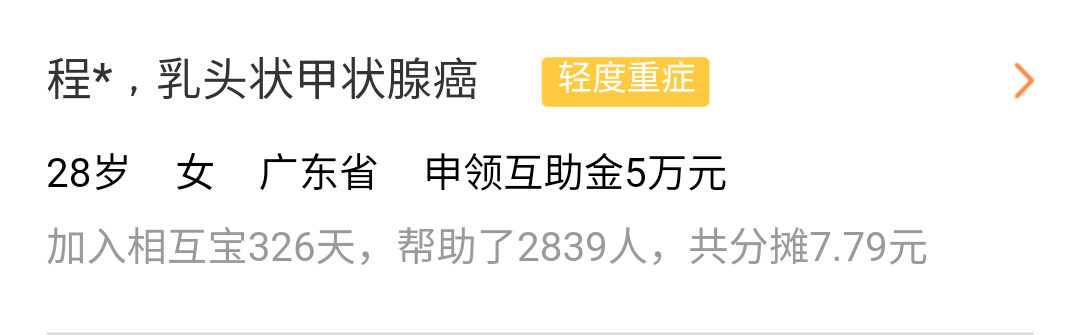 程*，乳头状甲状腺癌 轻度重症
28岁 女 广东省 申领互助金5万元
加入相互宝326天，帮助了2839人，共分摊7.79元